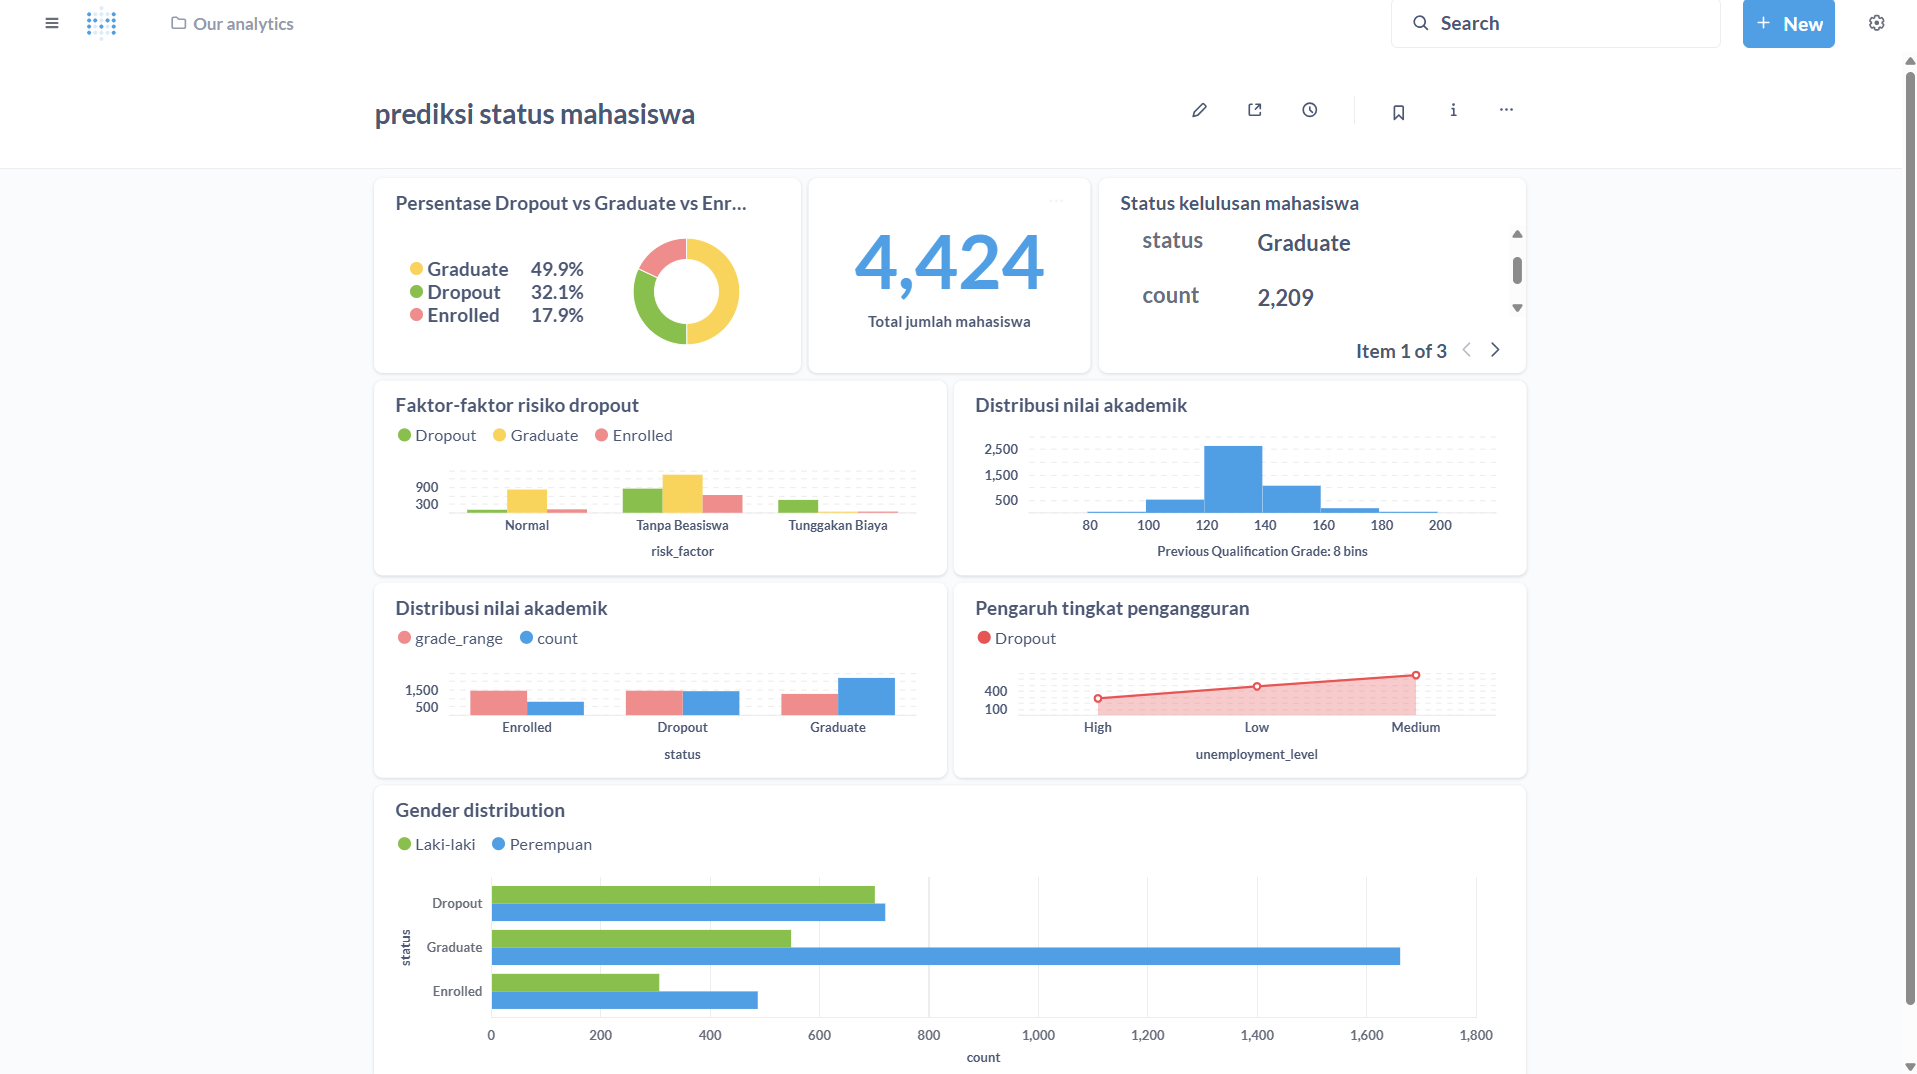 Our analytics
Search
+ New
prediksi status mahasiswa
Persentase Dropout vs Graduate vs Enr...
Graduate 49.9%
Dropout 32.1%
Enrolled 17.9%
4,424
Total jumlah mahasiswa
Status kelulusan mahasiswa
status Graduate
count 2,209
Item 1 of 3
Faktor-faktor risiko dropout
Dropout Graduate Enrolled
900
300
Normal Tanpa Beasiswa Tunggakan Biaya
risk_factor
Distribusi nilai akademik
2,500
1,500
500
80 100 120 140 160 180 200
Previous Qualification Grade: 8 bins
Distribusi nilai akademik
grade_range count
1,500
500
Enrolled Dropout Graduate
status
Pengaruh tingkat pengangguran
Dropout
400
100
High Low Medium
unemployment_level
Gender distribution
Laki-laki Perempuan
status
Dropout
Graduate
Enrolled
0 200 400 600 800 1,000 1,200 1,400 1,600 1,800
count